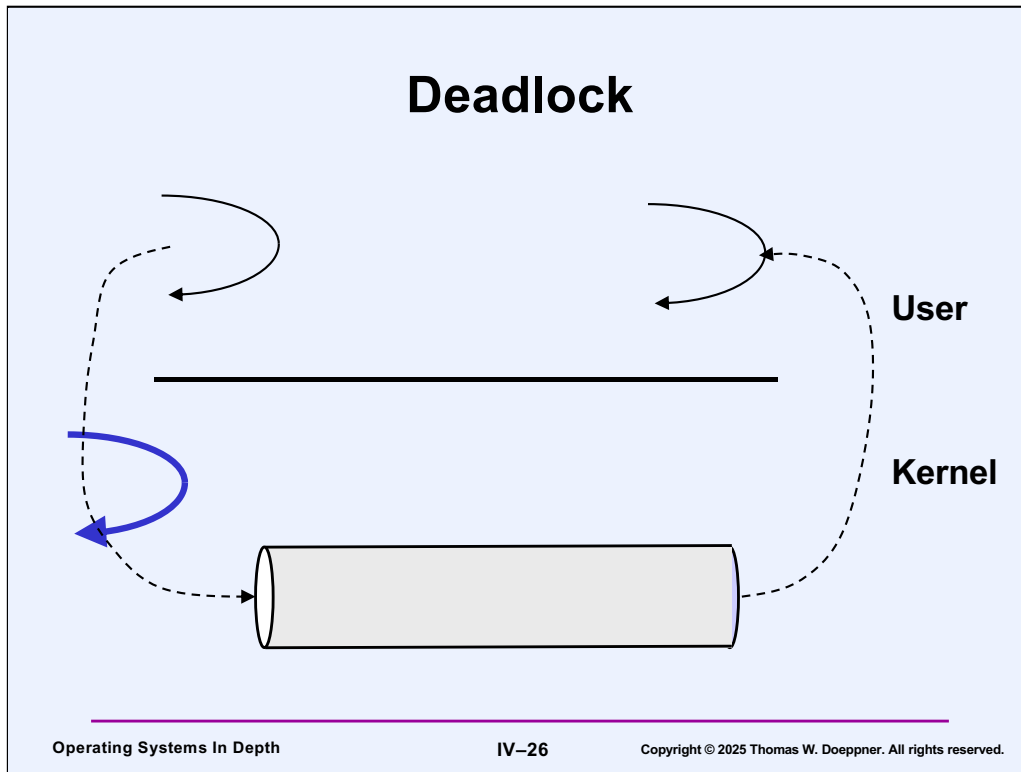 Deadlock
User
Kernel
Operating Systems In Depth
IV–26
Copyright © 2025 Thomas W. Doeppner. All rights reserved.